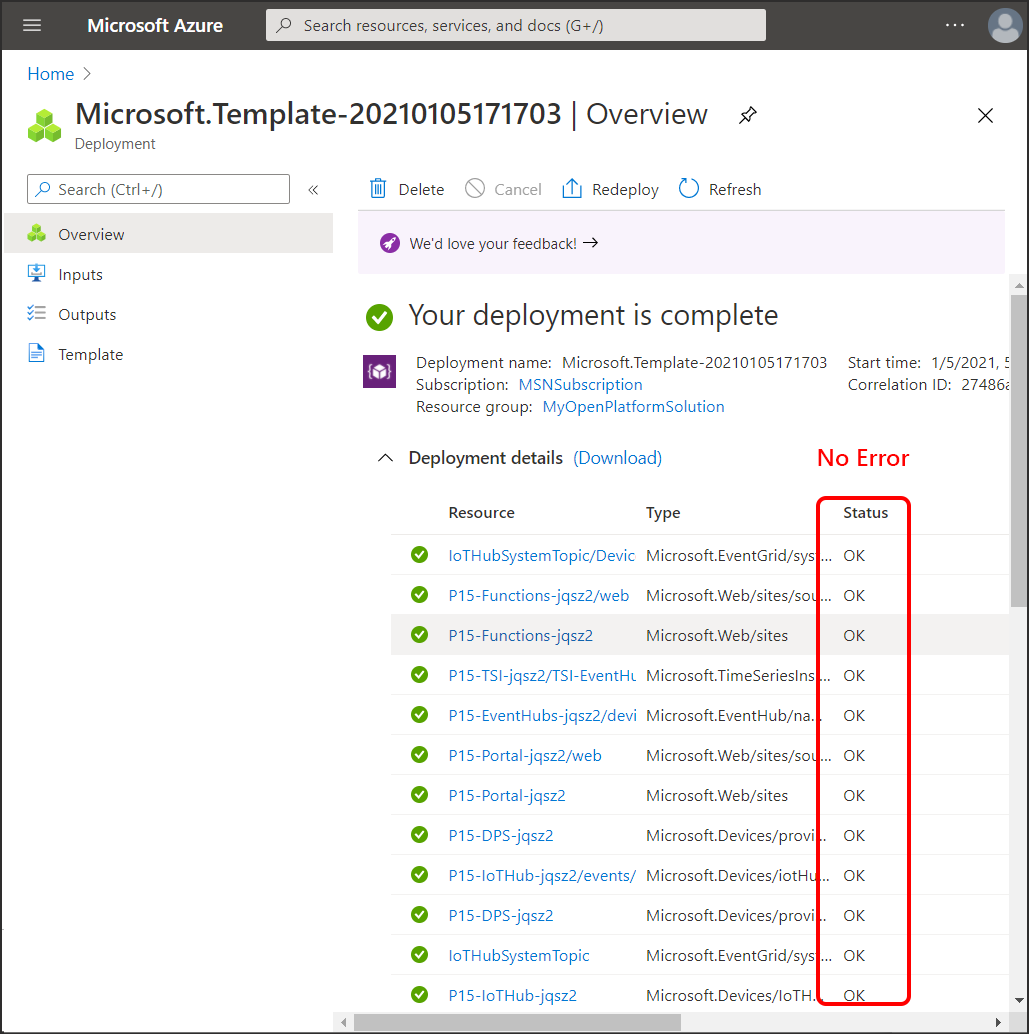 Microsoft Azure
Search resources, services, and docs (G+/)
...
Home
Microsoft.Template-20210105171703 | Overview
Deployment
Search (Ctrl+/)
«
Delete
Cancel
Redeploy
Refresh
Overview
Inputs
Outputs
Template
We'd love your feedback! →
Your deployment is complete
Deployment name: Microsoft.Template-20210105171703
Subscription: MSNSubscription
Resource group: MyOpenPlatformSolution
Start time: 1/5/2021, 5
Correlation ID: 27486a
Deployment details (Download)
No Error
Resource Type Status
IoTHubSystemTopic/Devic Microsoft.EventGrid/syst... OK
P15-Functions-jqsz2/web Microsoft.Web/sites/sou... OK
P15-Functions-jqsz2 Microsoft.Web/sites OK
P15-TSI-jqsz2/TSI-EventHu Microsoft.TimeSeriesIns... OK
P15-EventHubs-jqsz2/devi Microsoft.EventHub/na... OK
P15-Portal-jqsz2/web Microsoft.Web/sites/sou... OK
P15-Portal-jqsz2 Microsoft.Web/sites OK
P15-DPS-jqsz2 Microsoft.Devices/provi... OK
P15-IoTHub-jqsz2/events/ Microsoft.Devices/iotHu... OK
P15-DPS-jqsz2 Microsoft.Devices/provi... OK
IoTHubSystemTopic Microsoft.EventGrid/syst... OK
P15-IoTHub-jqsz2 Microsoft.Devices/IoTH... OK